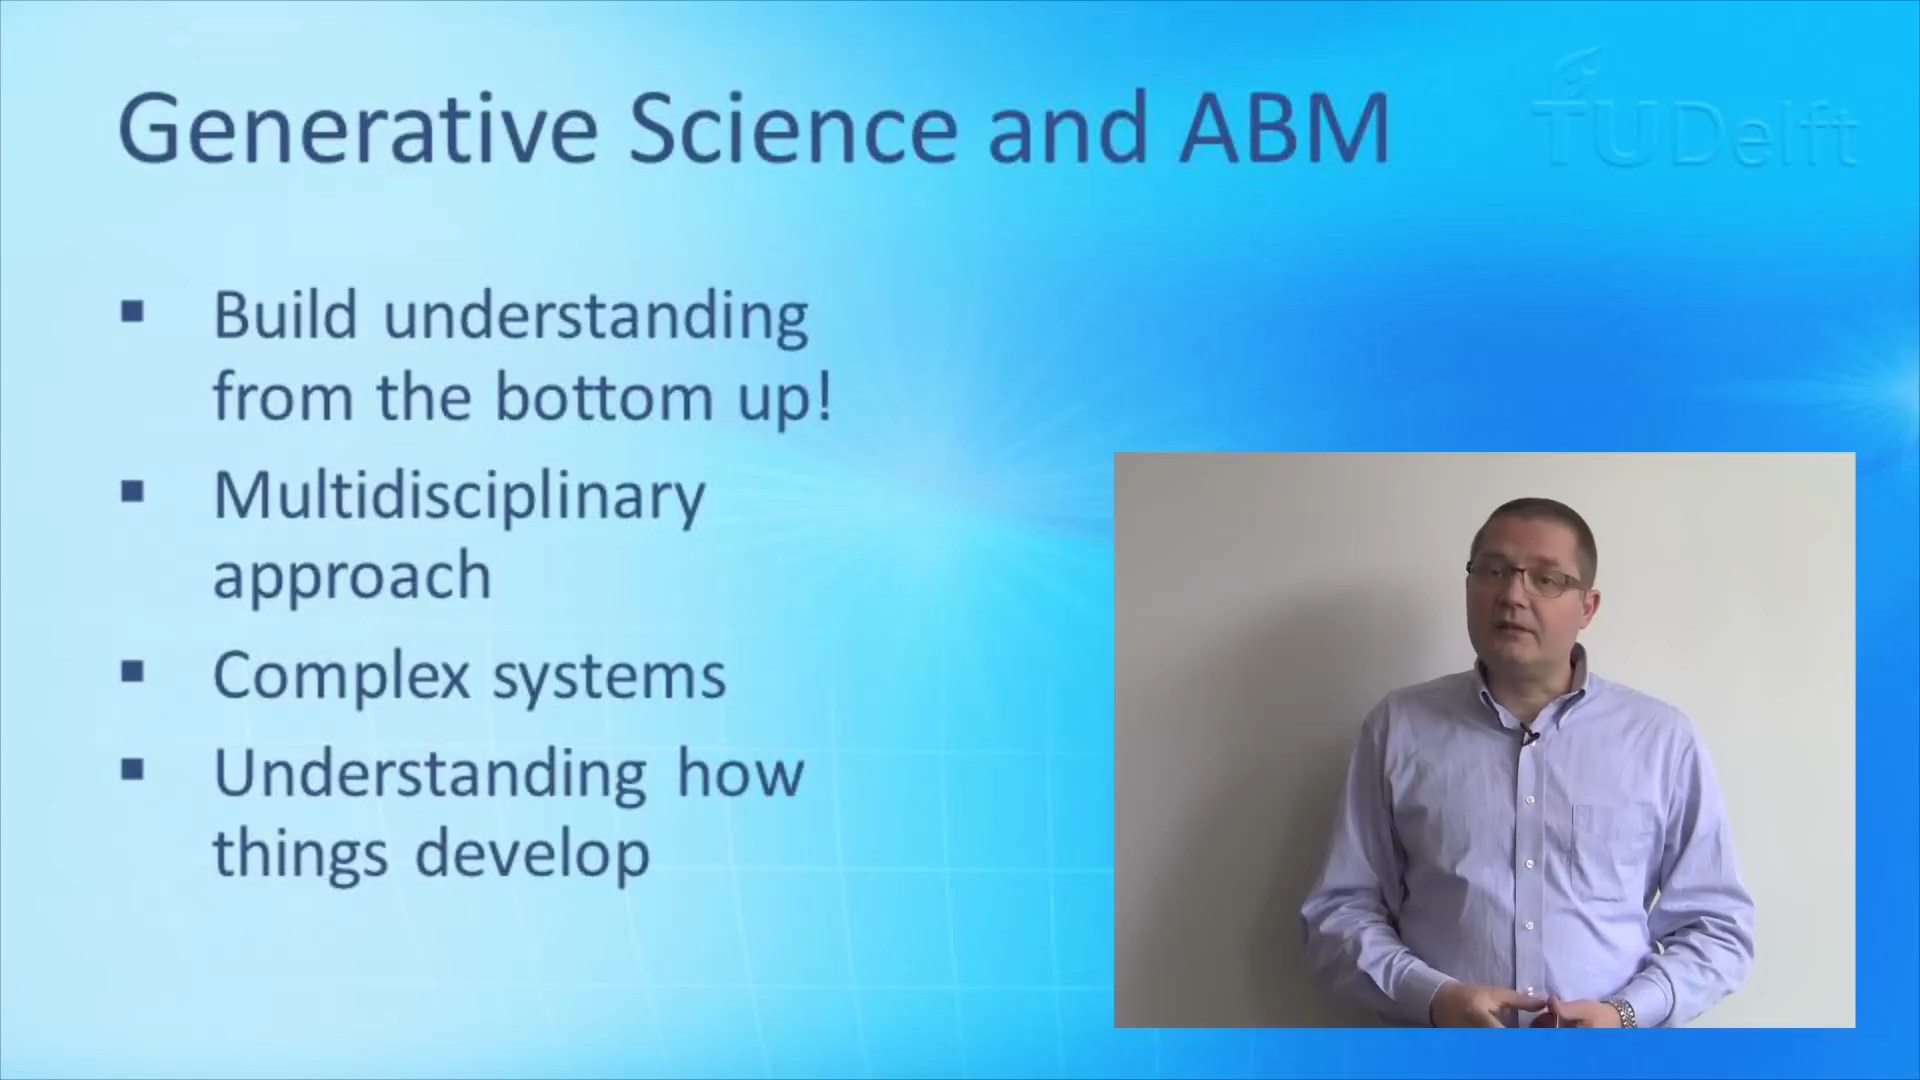 Generative Science and ABM
TUDelft
▪ Build understanding
from the bottom up!
▪ Multidisciplinary
approach
▪ Complex systems
▪ Understanding how
things develop